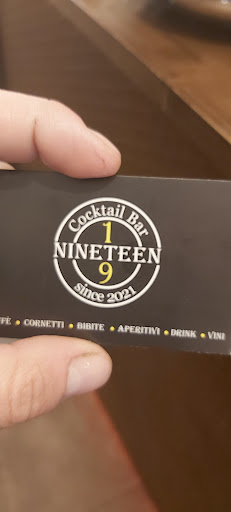 Cocktail Bar
1
NINETEEN
9
since 2021
CORNETTI • BIBITE • APERITIVI • DRINK • VINI